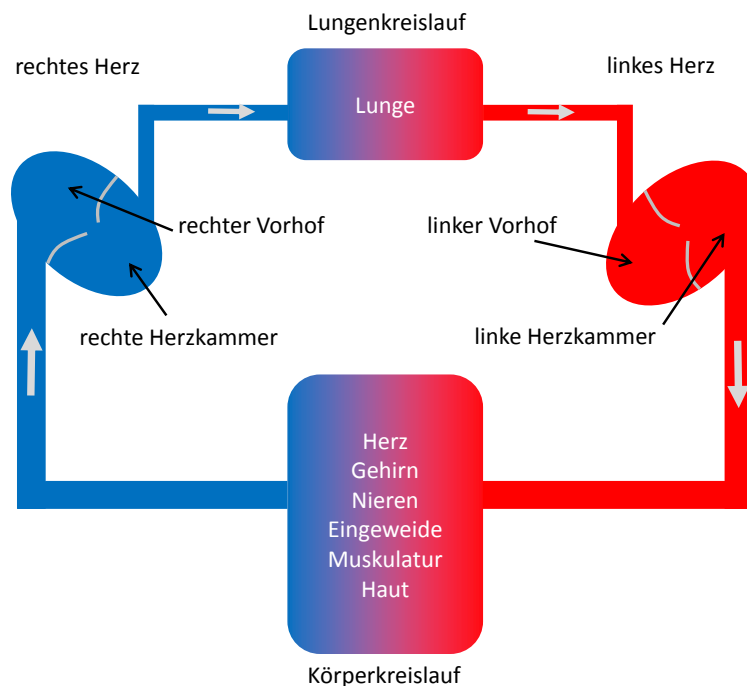 Lungenkreislauf
rechtes Herz
linkes Herz
Lunge
rechter Vorhof
linker Vorhof
rechte Herzkammer
linke Herzkammer
Herz
Gehirn
Nieren
Eingeweide
Muskulatur
Haut
Körperkreislauf